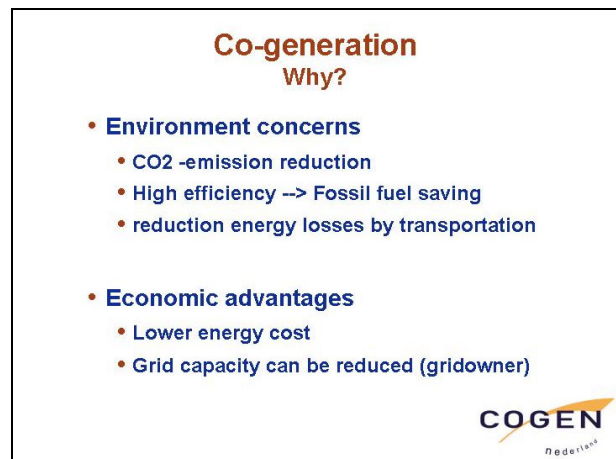 Co-generation
Why?
• Environment concerns
• CO2 -emission reduction
• High efficiency --> Fossil fuel saving
• reduction energy losses by transportation
• Economic advantages
• Lower energy cost
• Grid capacity can be reduced (gridowner)
COGEN
nederland